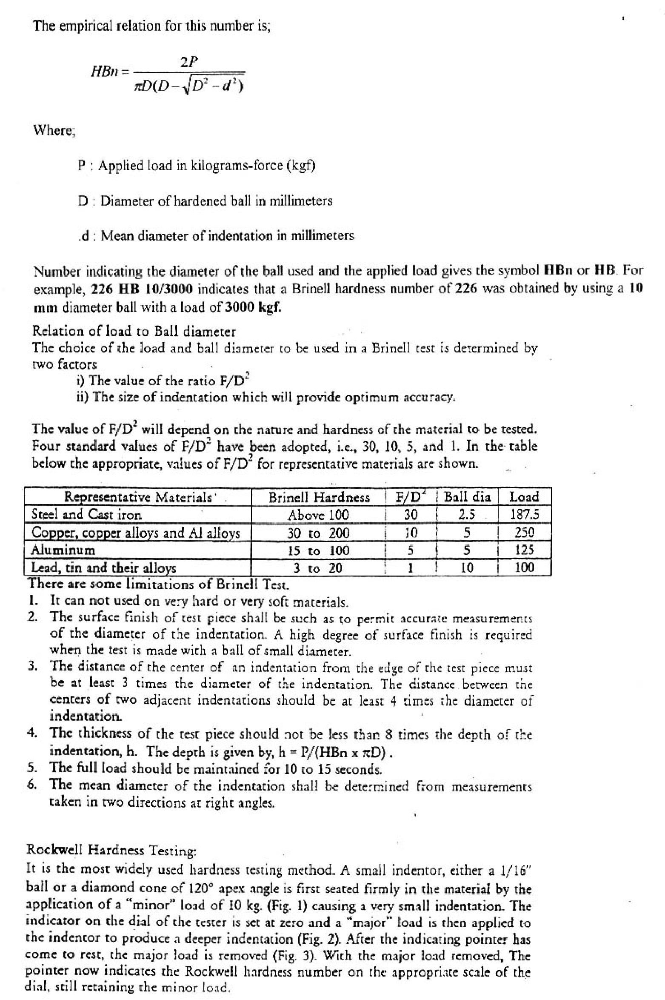 The empirical relation for this number is;
HBn = 2P / πD(D – √D² – d²)
Where;
P : Applied load in kilograms-force (kgf)
D : Diameter of hardened ball in millimeters
.d : Mean diameter of indentation in millimeters
Number indicating the diameter of the ball used and the applied load gives the symbol HBn or HB. For
example, 226 HB 10/3000 indicates that a Brinell hardness number of 226 was obtained by using a 10
mm diameter ball with a load of 3000 kgf.
Relation of load to Ball diameter
The choice of the load and ball diameter to be used in a Brinell test is determined by
two factors
i) The value of the ratio F/D²
ii) The size of indentation which will provide optimum accuracy.
The value of F/D² will depend on the nature and hardness of the material to be tested.
Four standard values of F/D² have been adopted, i.e., 30, 10, 5, and 1. In the table
below the appropriate, values of F/D² for representative materials are shown.
Representative Materials Brinell Hardness F/D² Ball dia Load
Steel and Cast iron Above 100 30 2.5 187.5
Copper, copper alloys and Al alloys 30 to 200 10 5 250
Aluminum 15 to 100 5 5 125
Lead, tin and their alloys 3 to 20 1 10 100
There are some limitations of Brinell Test.
1. It can not used on very hard or very soft materials.
2. The surface finish of test piece shall be such as to permit accurate measurements
of the diameter of the indentation. A high degree of surface finish is required
when the test is made with a ball of small diameter.
3. The distance of the center of an indentation from the edge of the test piece must
be at least 3 times the diameter of the indentation. The distance between the
centers of two adjacent indentations should be at least 4 times the diameter of
indentation.
4. The thickness of the test piece should not be less than 8 times the depth of the
indentation, h. The depth is given by, h = P/(HBn x πD) .
5. The full load should be maintained for 10 to 15 seconds.
6. The mean diameter of the indentation shall be determined from measurements
taken in two directions at right angles.
Rockwell Hardness Testing:
It is the most widely used hardness testing method. A small indentor, either a 1/16"
ball or a diamond cone of 120° apex angle is first seated firmly in the material by the
application of a “minor” load of 10 kg. (Fig. 1) causing a very small indentation. The
indicator on the dial of the tester is set at zero and a “major” load is then applied to
the indentor to produce a deeper indentation (Fig. 2). After the indicating pointer has
come to rest, the major load is removed (Fig. 3). With the major load removed, The
pointer now indicates the Rockwell hardness number on the appropriate scale of the
dial, still retaining the minor load.